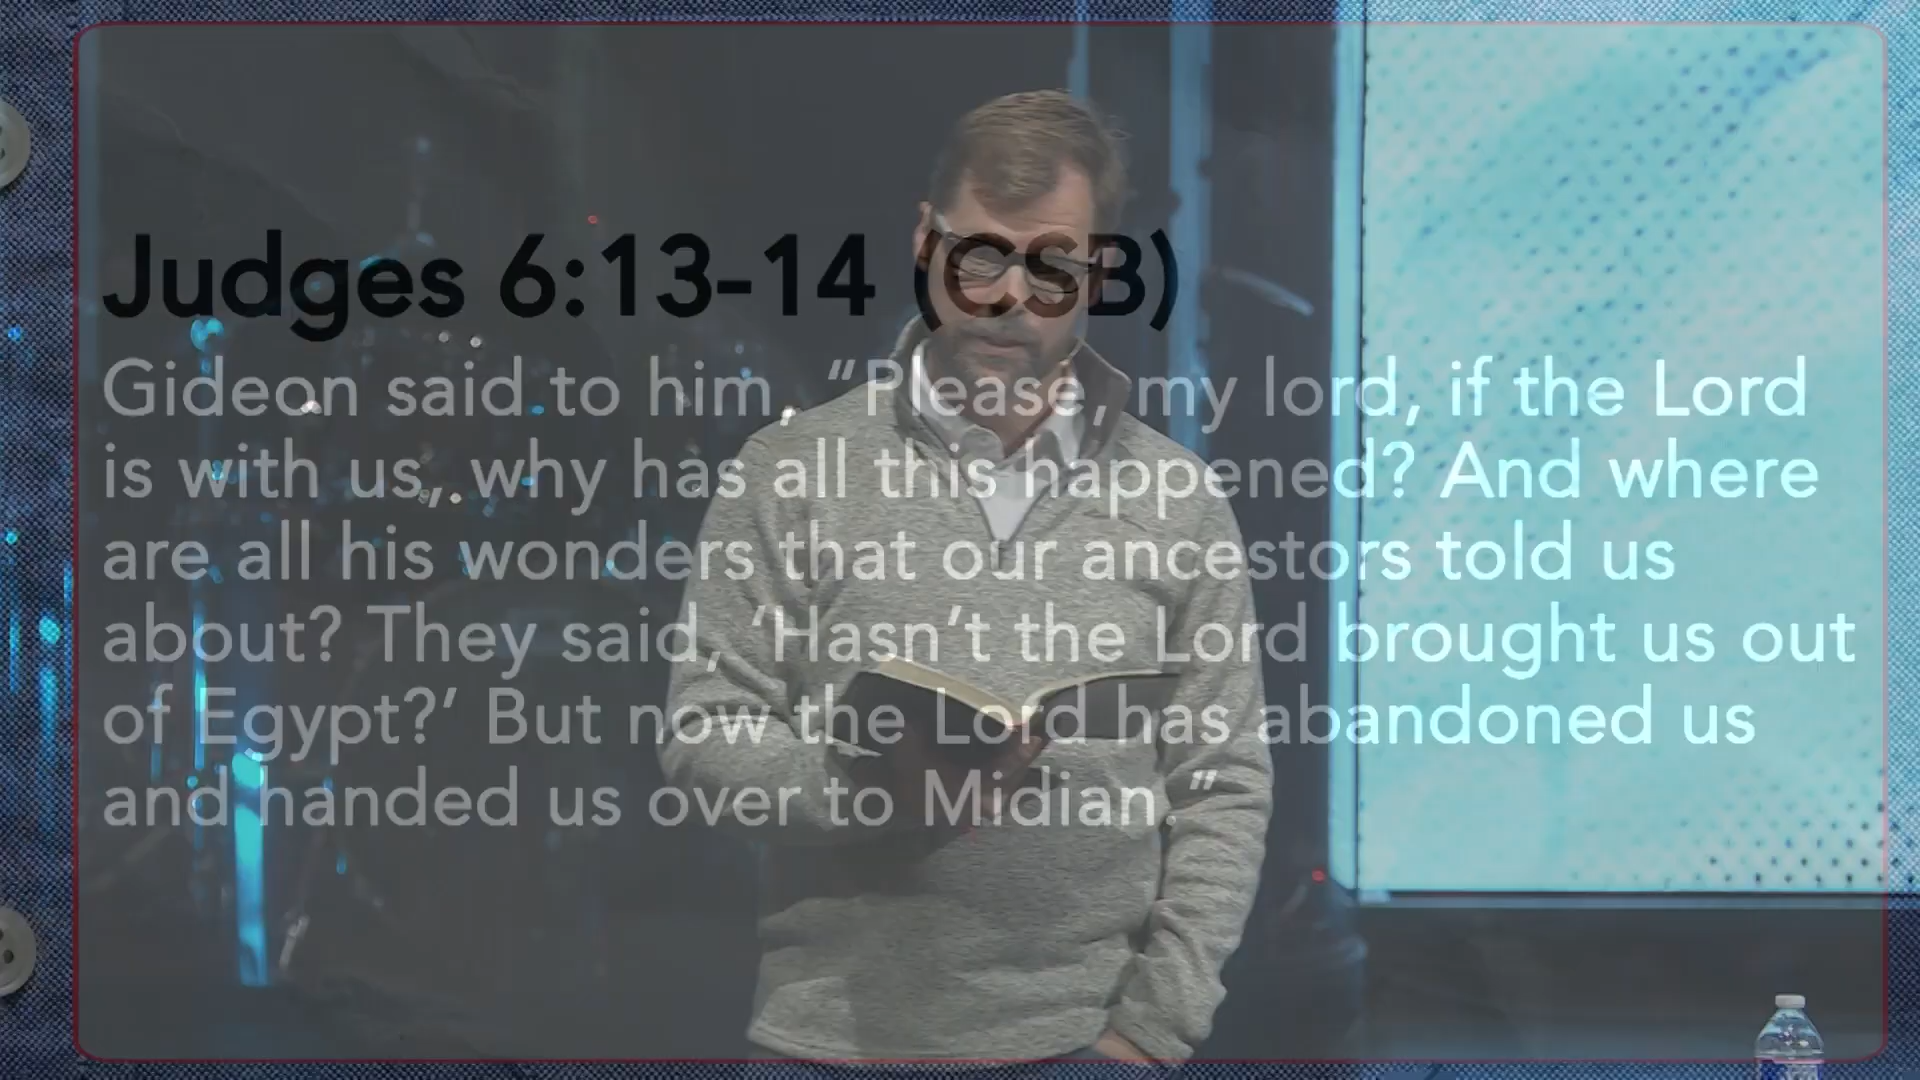 Judges 6:13-14 (CSB)
Gideon said to him, “Please, my lord, if the Lord
is with us, why has all this happened? And where
are all his wonders that our ancestors told us
about? They said, ‘Hasn’t the Lord brought us out
of Egypt?’ But now the Lord has abandoned us
and handed us over to Midian.”